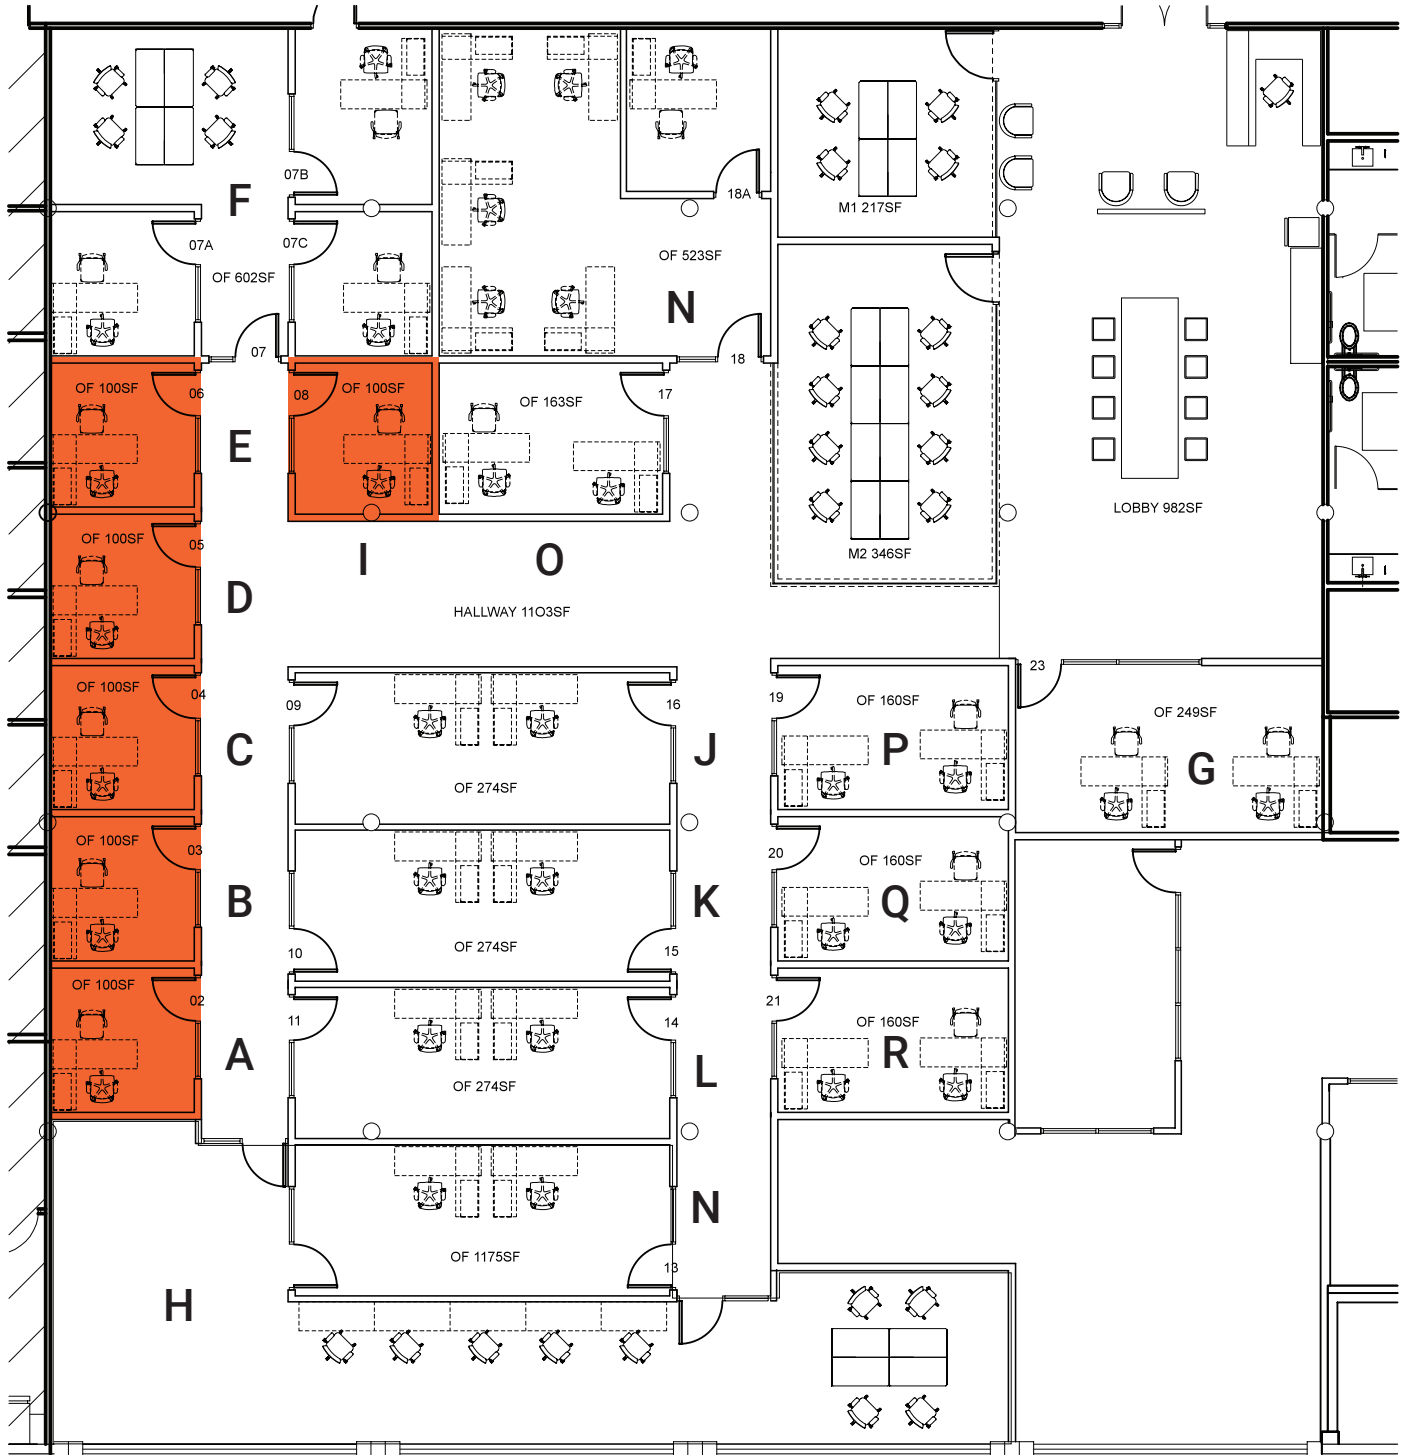 07B
F
18A
M1 217SF
07A
07C
OF 602SF
OF 523SF
N
07
18
OF 100SF
06
08
OF 100SF
OF 163SF
17
E
LOBBY 982SF
I
O
M2 346SF
OF 100SF
05
D
HALLWAY 11O3SF
23
OF 100SF
04
09
16
19
OF 160SF
OF 249SF
C
J
P
G
OF 274SF
OF 100SF
03
20
OF 160SF
B
K
Q
10
OF 274SF
15
OF 100SF
02
11
14
21
OF 160SF
A
OF 274SF
L
R
N
OF 1175SF
13
H